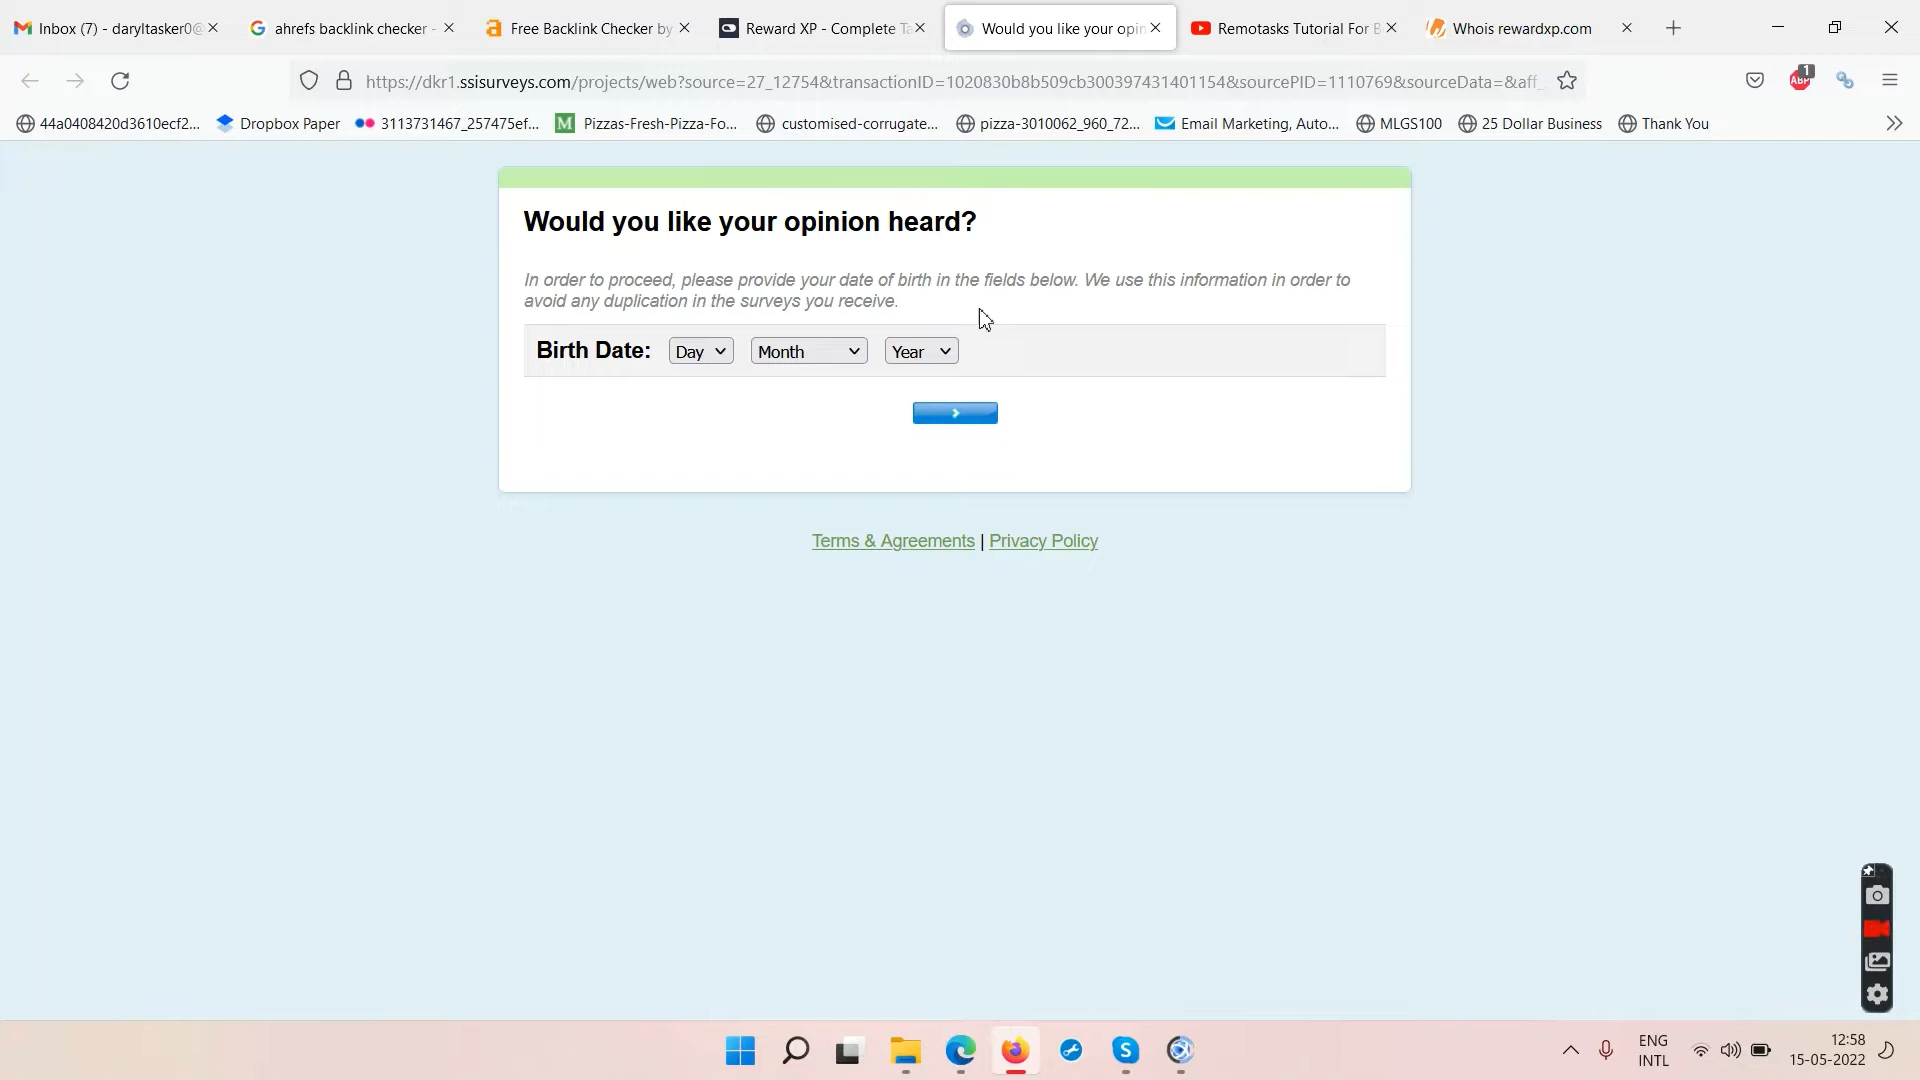 Inbox (7) - daryltasker0@
ahrefs backlink checker -
Free Backlink Checker by
Reward XP - Complete Ta
Would you like your opin
Remotasks Tutorial For B
Whois rewardxp.com
https://dkr1.ssisurveys.com/projects/web?source=27_12754&transactionID=1020830b8b509cb300397431401154&sourcePID=1110769&sourceData=&aff_
ABP
1
44a0408420d3610ecf2...
Dropbox Paper
3113731467_257475ef...
M
Pizzas-Fresh-Pizza-Fo...
customised-corrugate...
pizza-3010062_960_72...
Email Marketing, Auto...
MLGS100
25 Dollar Business
Thank You
Would you like your opinion heard?
In order to proceed, please provide your date of birth in the fields below. We use this information in order to
avoid any duplication in the surveys you receive.
Birth Date: Day Month Year
Terms & Agreements | Privacy Policy
ENG
INTL
12:58
15-05-2022